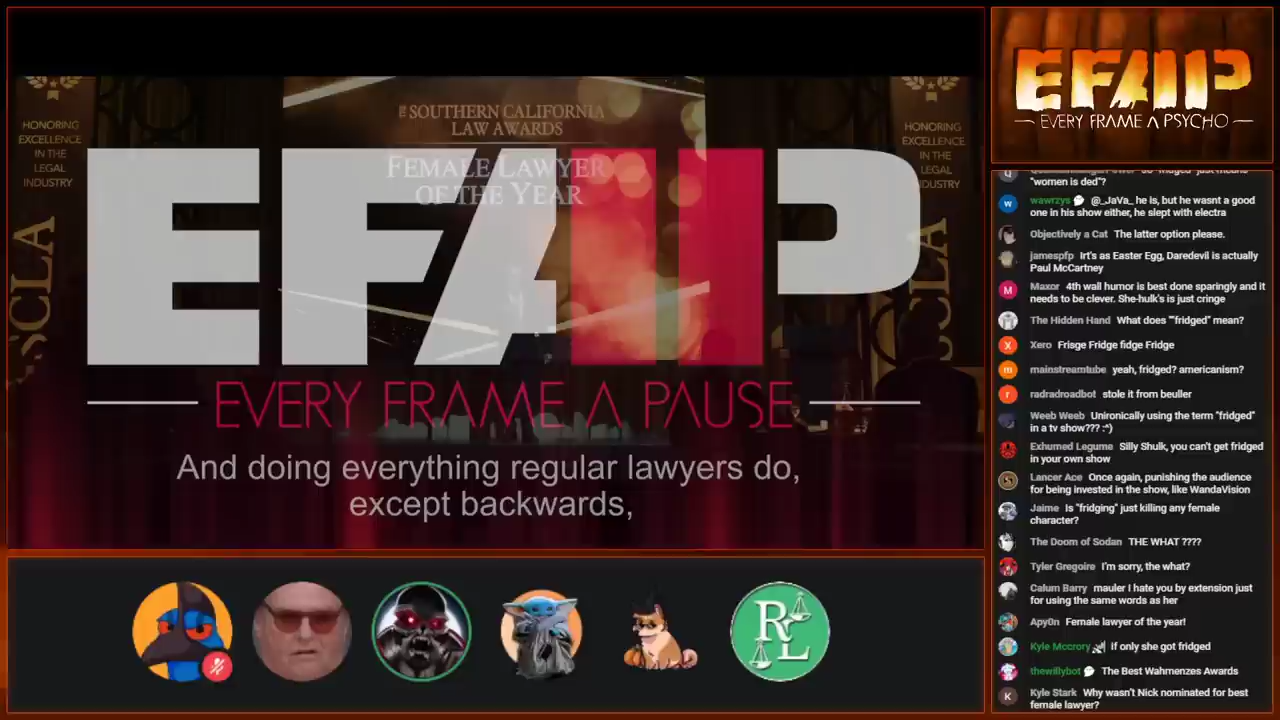 HONORING
EXCELLENCE
IN THE
LEGAL
INDUSTRY
SCLA
THE SOUTHERN CALIFORNIA
LAW AWARDS
FEMALE LAWYER
OF THE YEAR
HONORING
EXCELLENCE
IN THE
LEGAL
INDUSTRY
EFAP
EVERY FRAME A PAUSE
And doing everything regular lawyers do,
except backwards,
RL
EFAP
EVERY FRAME A PSYCHO
"women is ded"?
wawrzys @_JaVa_ he is, but he wasnt a good
one in his show either, he slept with electra
Objectively a Cat The latter option please.
jamespfp Irt's as Easter Egg, Daredevil is actually
Paul McCartney
Maxor 4th wall humor is best done sparingly and it
needs to be clever. She-hulk's is just cringe
The Hidden Hand What does '"fridged" mean?
Xero Frisge Fridge fidge Fridge
mainstreamtube yeah, fridged? americanism?
radradroadbot stole it from beuller
Weeb Weeb Unironically using the term "fridged"
in a tv show??? :*)
Exhumed Legume Silly Shulk, you can't get fridged
in your own show
Lancer Ace Once again, punishing the audience
for being invested in the show, like WandaVision
Jaime Is "fridging" just killing any female
character?
The Doom of Sodan THE WHAT ????
Tyler Gregoire I'm sorry, the what?
Calum Barry mauler I hate you by extension just
for using the same words as her
Apy0n Female lawyer of the year!
Kyle Mccrory if only she got fridged
thewillybot The Best Wahmenzes Awards
Kyle Stark Why wasn't Nick nominated for best
female lawyer?